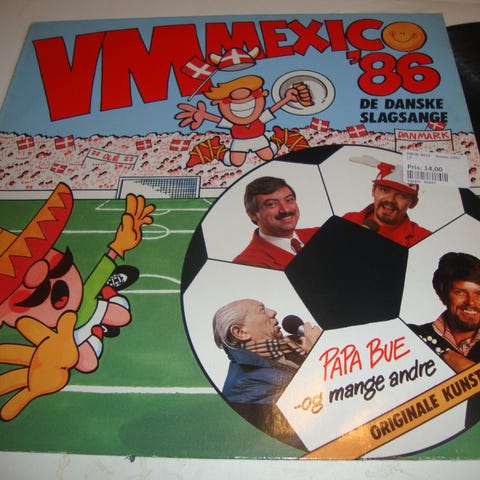 VM MEXICO
'86
DE DANSKE
SLAGSANGE
DANMARK
Pris: 14,00
PAPA BUE
..og mange andre
ORIGINALE KUNST